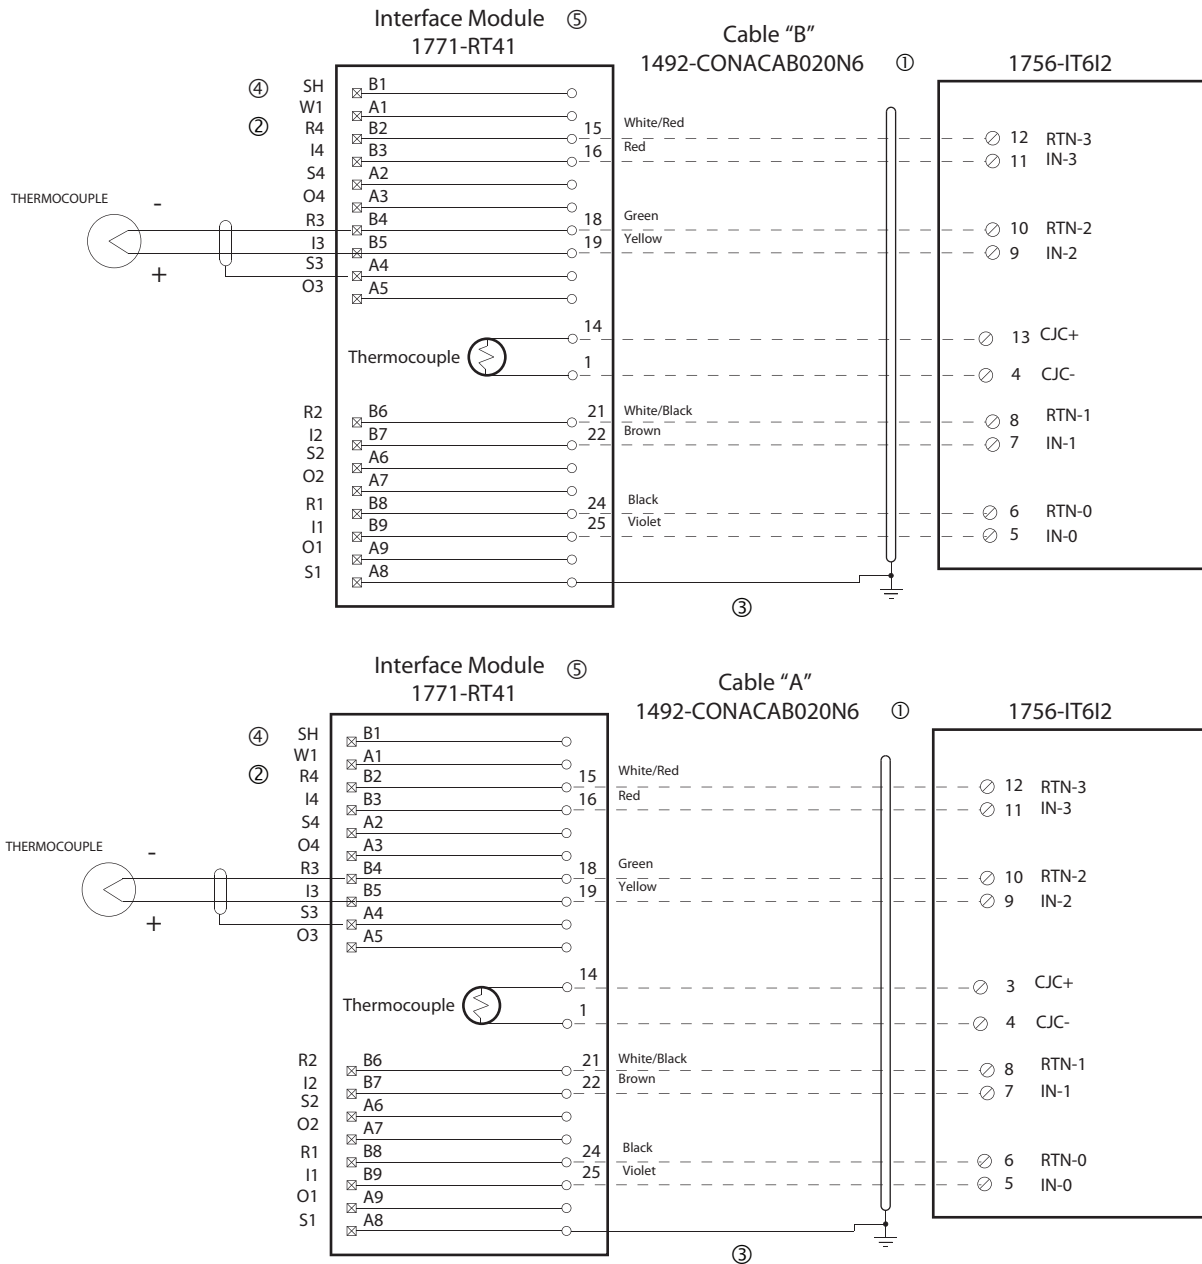 Interface Module ⑤
1771-RT41
Cable “B”
1492-CONACAB020N6 ①
1756-IT6I2
④ SH B1
W1 A1
② R4 B2 15 White/Red 12 RTN-3
I4 B3 16 Red 11 IN-3
S4 A2
O4 A3
THERMOCOUPLE
-
R3 B4 18 Green 10 RTN-2
I3 B5 19 Yellow 9 IN-2
+
S3 A4
O3 A5
14 13 CJC+
Thermocouple
1 4 CJC-
R2 B6 21 White/Black 8 RTN-1
I2 B7 22 Brown 7 IN-1
S2 A6
O2 A7
R1 B8 24 Black 6 RTN-0
I1 B9 25 Violet 5 IN-0
O1 A9
S1 A8
③
Interface Module ⑤
1771-RT41
Cable “A”
1492-CONACAB020N6 ①
1756-IT6I2
④ SH B1
W1 A1
② R4 B2 15 White/Red 12 RTN-3
I4 B3 16 Red 11 IN-3
S4 A2
O4 A3
THERMOCOUPLE
-
R3 B4 18 Green 10 RTN-2
I3 B5 19 Yellow 9 IN-2
+
S3 A4
O3 A5
14 3 CJC+
Thermocouple
1 4 CJC-
R2 B6 21 White/Black 8 RTN-1
I2 B7 22 Brown 7 IN-1
S2 A6
O2 A7
R1 B8 24 Black 6 RTN-0
I1 B9 25 Violet 5 IN-0
O1 A9
S1 A8
③